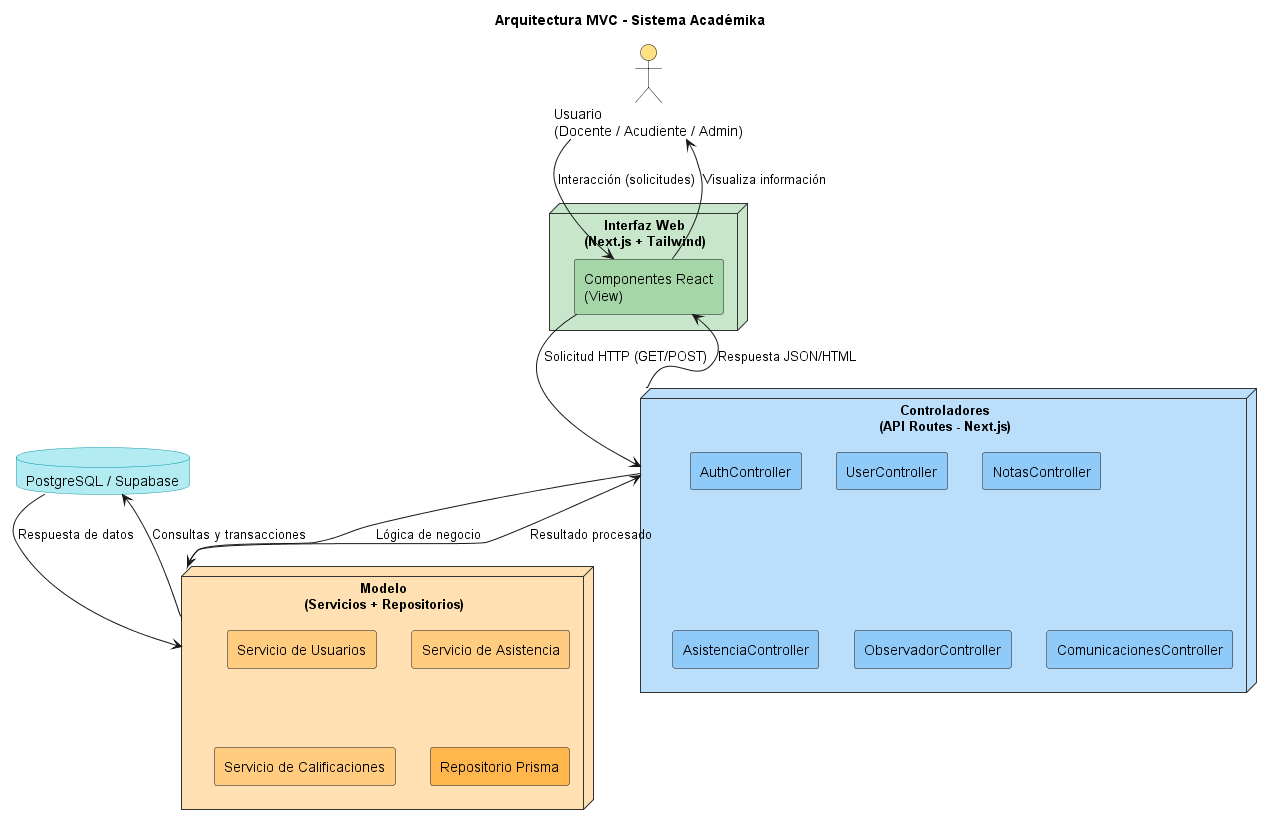 Arquitectura MVC - Sistema Académika
Usuario
(Docente / Acudiente / Admin)
Interacción (solicitudes)
Visualiza información
Interfaz Web
(Next.js + Tailwind)
Componentes React
(View)
Solicitud HTTP (GET/POST)
Respuesta JSON/HTML
Controladores
(API Routes - Next.js)
AuthController
UserController
NotasController
PostgreSQL / Supabase
Respuesta de datos
Consultas y transacciones
Lógica de negocio
Resultado procesado
Modelo
(Servicios + Repositorios)
Servicio de Usuarios
Servicio de Asistencia
AsistenciaController
ObservadorController
ComunicacionesController
Servicio de Calificaciones
Repositorio Prisma